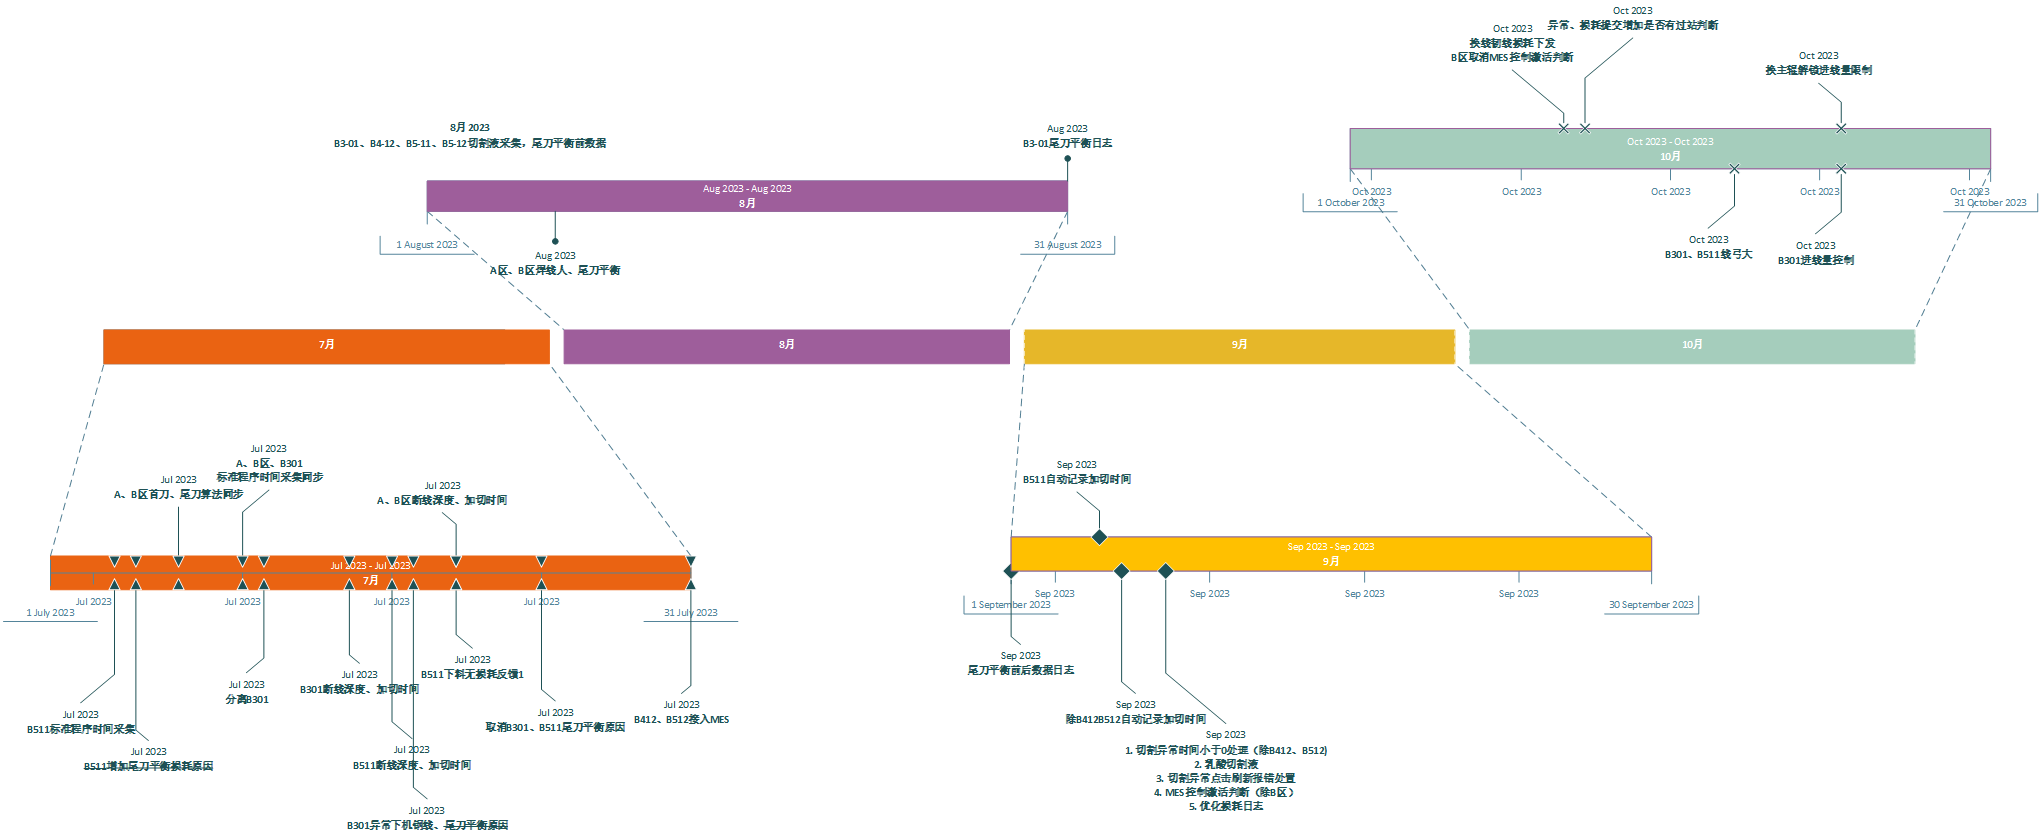 Oct 2023
异常、损耗提交增加是否有过站判断
Oct 2023
换线切线损耗下发
B区取消MES控制激活判断
Oct 2023
换主辊解锁进线量限制
8月 2023
B3-01、B4-12、B5-11、B5-12切割液采集，尾刀平衡前数据
Aug 2023
B3-01尾刀平衡日志
Oct 2023 - Oct 2023
10月
Aug 2023 - Aug 2023
8月
Oct 2023
Oct 2023
Oct 2023
Oct 2023
Oct 2023
1 October 2023
31 October 2023
1 August 2023
31 August 2023
Aug 2023
A区、B区焊线人、尾刀平衡
Oct 2023
B301、B511线弓大
Oct 2023
B301进线量控制
7月
8月
9月
10月
Jul 2023
A、B区、B301
标准程序时间采集同步
Jul 2023
A、B区首刀、尾刀算法同步
Jul 2023
A、B区断线深度、加切时间
Sep 2023
B511自动记录加切时间
Jul 2023 - Jul 2023
7月
Sep 2023 - Sep 2023
9月
Jul 2023
Jul 2023
Jul 2023
Jul 2023
1 July 2023
31 July 2023
Sep 2023
Sep 2023
Sep 2023
Sep 2023
1 September 2023
30 September 2023
Jul 2023
B511下料无损耗反馈1
Jul 2023
B301断线深度、加切时间
Jul 2023
分离B301
Jul 2023
B412、B512接入MES
Jul 2023
取消B301、B511尾刀平衡原因
Jul 2023
B511标准程序时间采集
Jul 2023
B511增加尾刀平衡损耗原因
Jul 2023
B511断线深度、加切时间
Jul 2023
B301异常下机钢线、尾刀平衡原因
Sep 2023
尾刀平衡前后数据日志
Sep 2023
除B412B512自动记录加切时间
Sep 2023
1. 切割异常时间小于0处理（除B412、B512)
2. 乳酸切割液
3. 切割异常点击刷新报错处置
4. MES控制激活判断（除B区）
5. 优化损耗日志